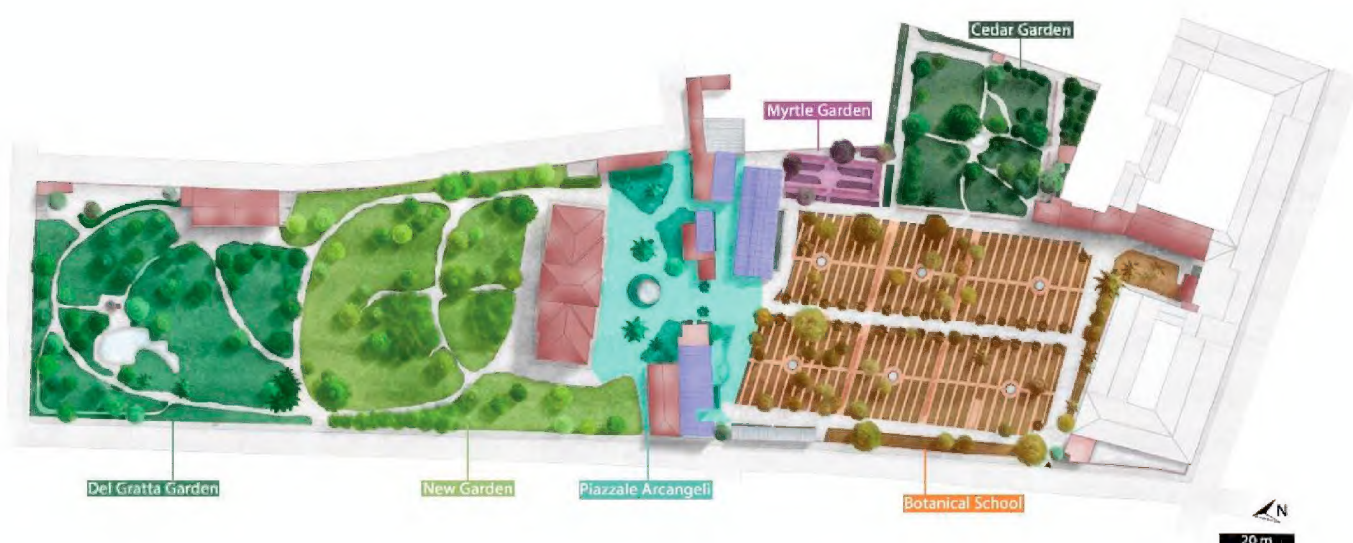 Cedar Garden
Myrtle Garden
Del Gratta Garden
New Garden
Piazzale Arcangeli
Botanical School
N
20 m